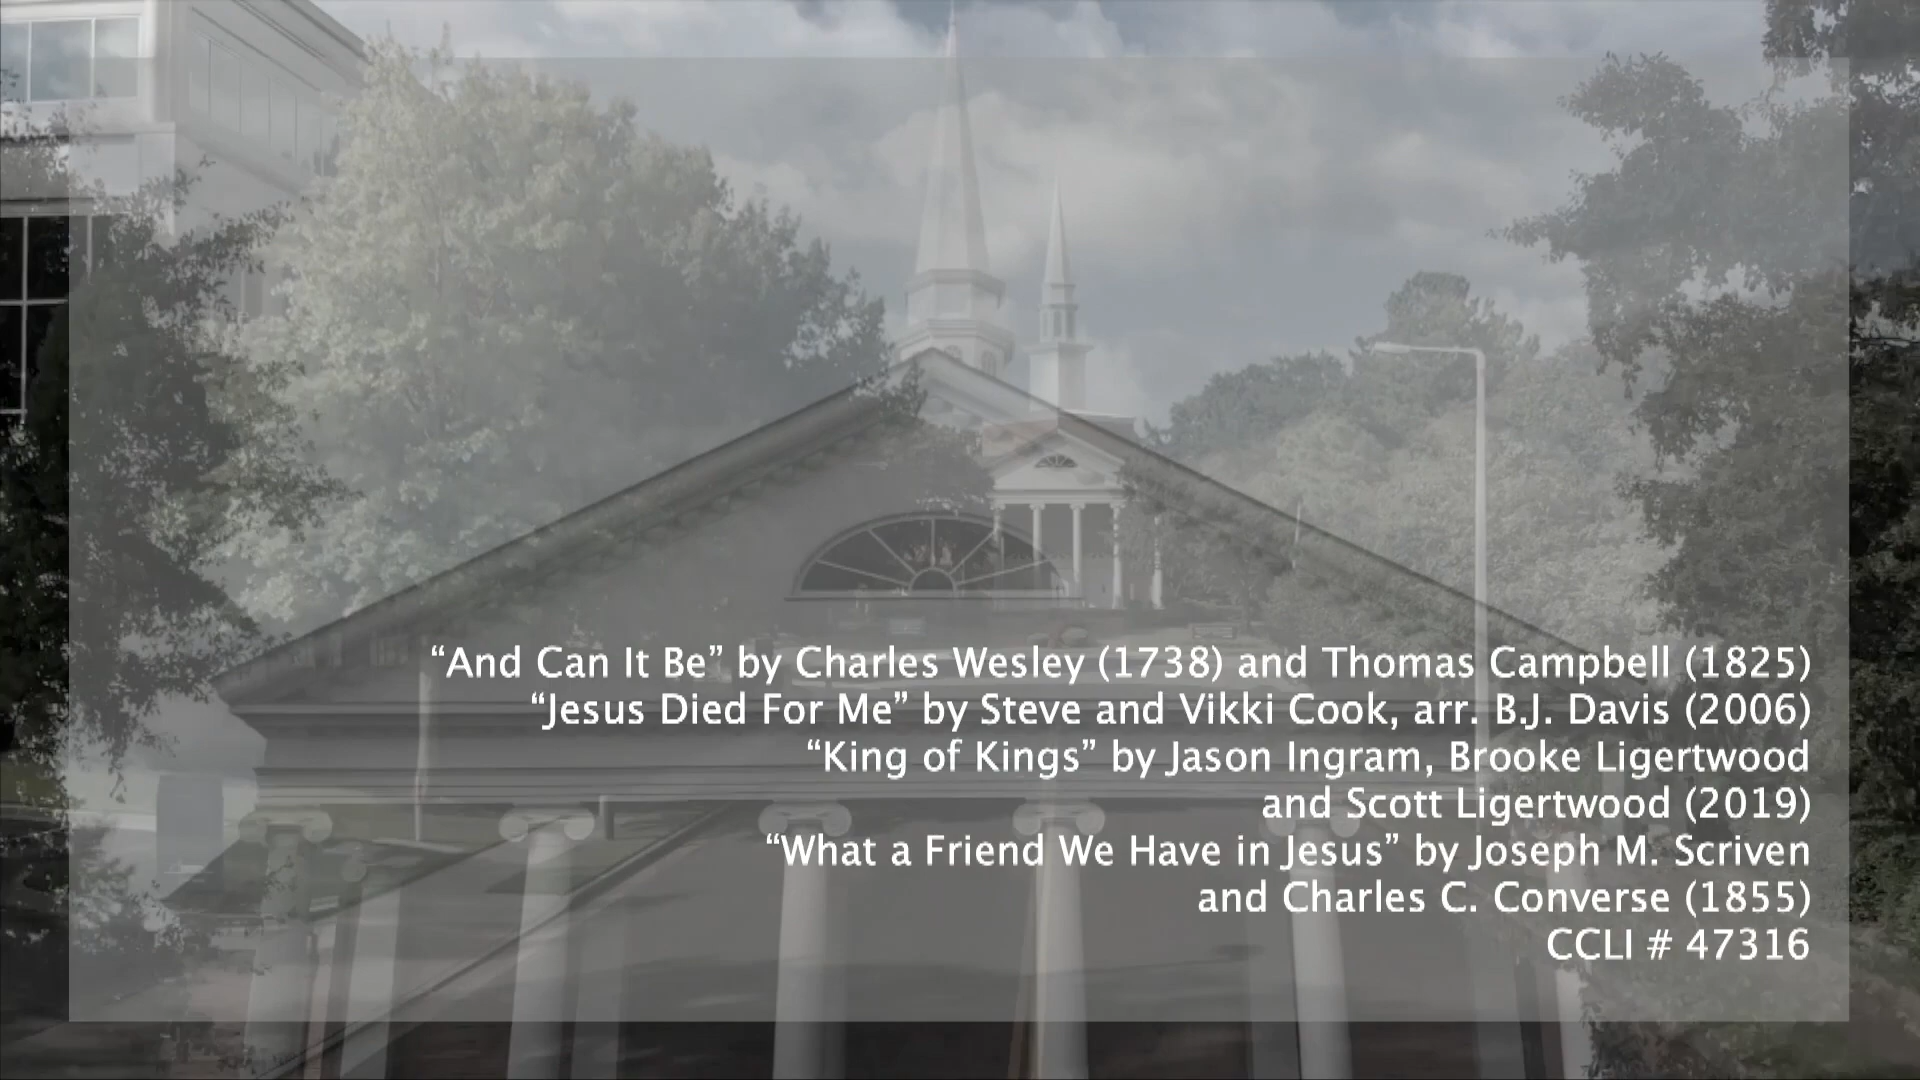 “And Can It Be” by Charles Wesley (1738) and Thomas Campbell (1825)
“Jesus Died For Me” by Steve and Vikki Cook, arr. B.J. Davis (2006)
“King of Kings” by Jason Ingram, Brooke Ligertwood
and Scott Ligertwood (2019)
“What a Friend We Have in Jesus” by Joseph M. Scriven
and Charles C. Converse (1855)
CCLI # 47316